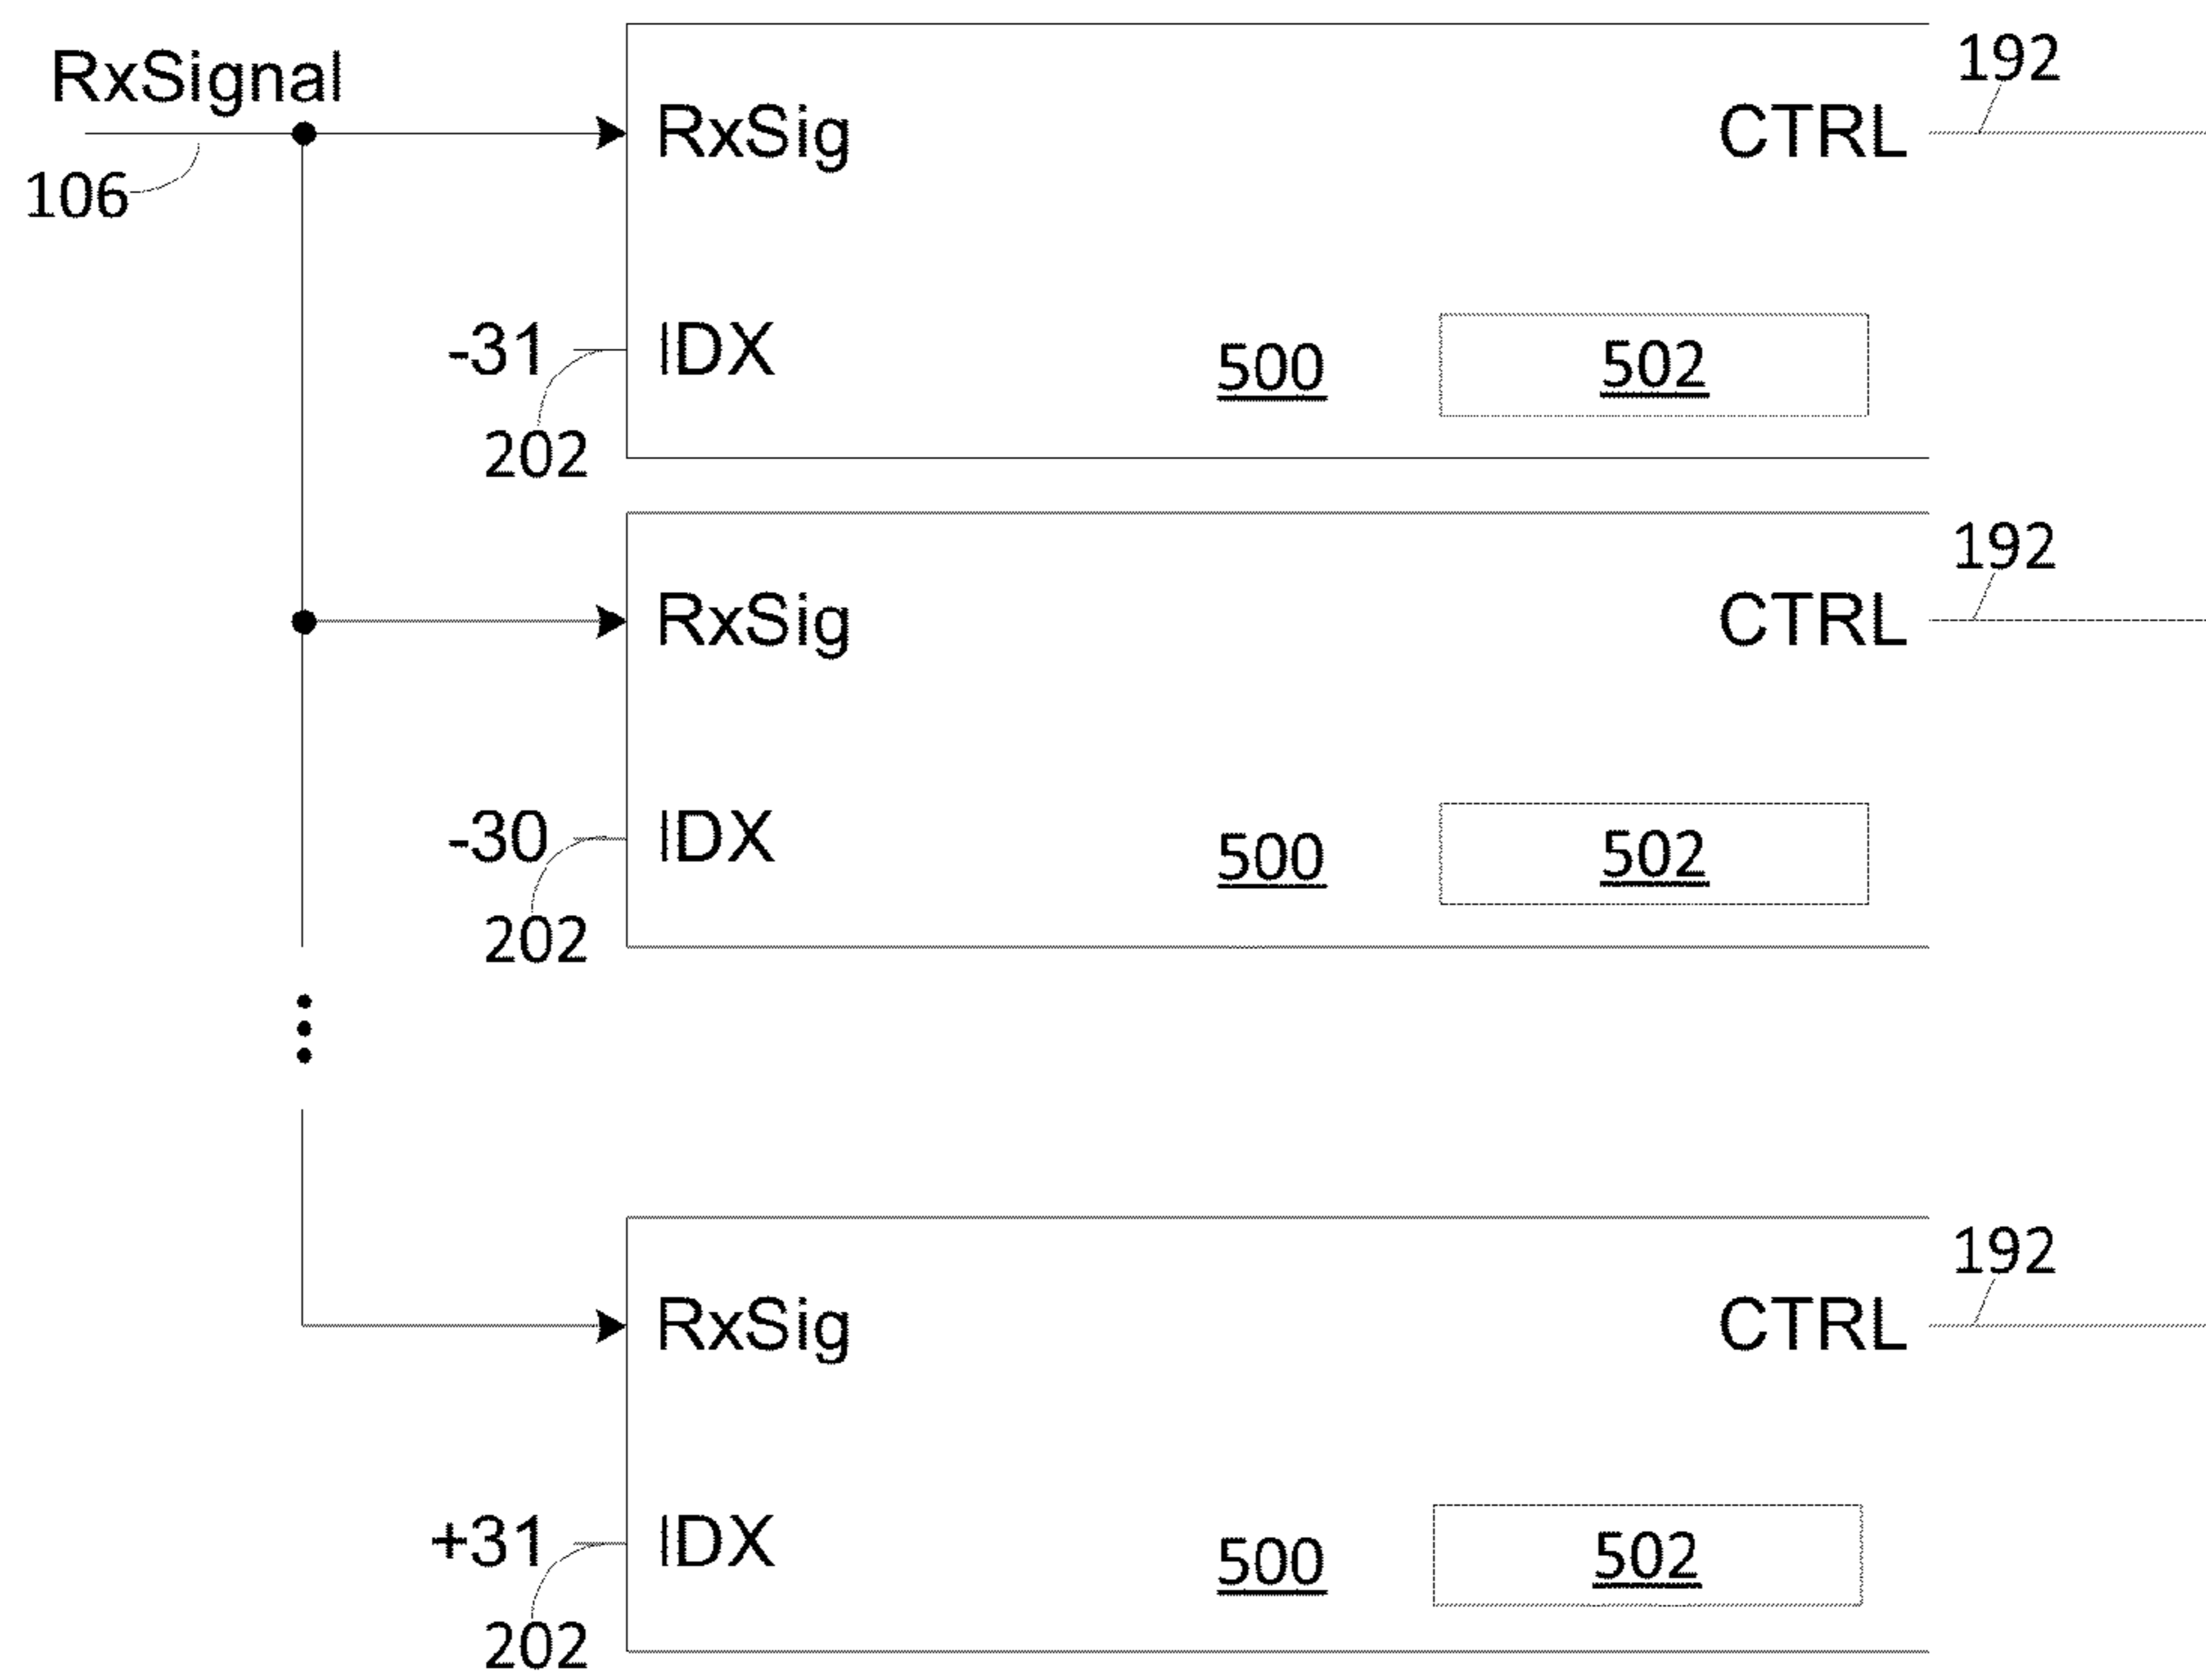 RxSignal
106
RxSig
CTRL
192
-31
IDX
202
500
502
RxSig
CTRL
192
-30
IDX
202
500
502
RxSig
CTRL
192
+31
IDX
202
500
502